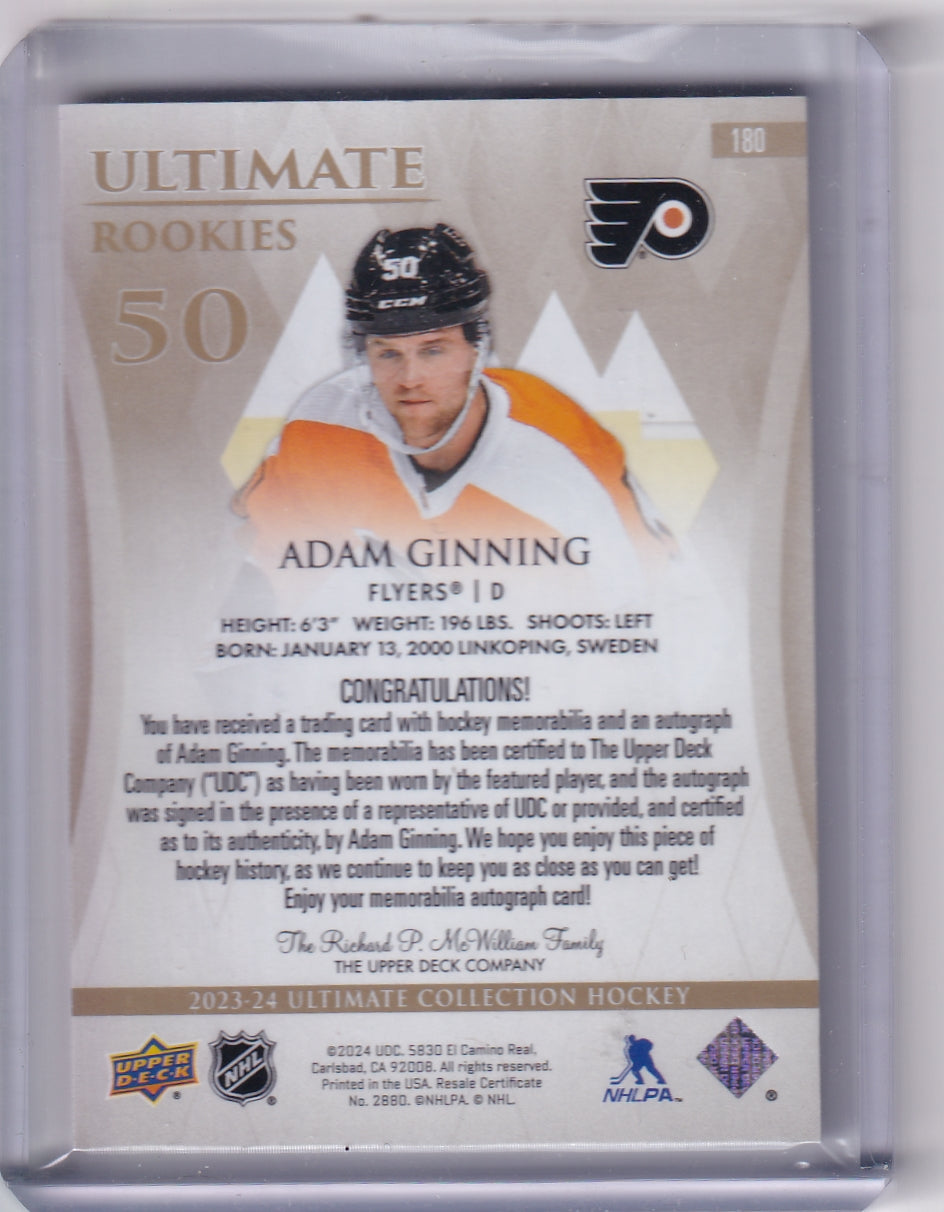 180
ULTIMATE
ROOKIES
50
50
CCM
ADAM GINNING
FLYERS® | D
HEIGHT: 6'3" WEIGHT: 196 LBS. SHOOTS: LEFT
BORN: JANUARY 13, 2000 LINKOPING, SWEDEN
CONGRATULATIONS!
You have received a trading card with hockey memorabilia and an autograph
of Adam Ginning. The memorabilia has been certified to The Upper Deck
Company ("UDC") as having been worn by the featured player, and the autograph
was signed in the presence of a representative of UDC or provided, and certified
as to its authenticity, by Adam Ginning. We hope you enjoy this piece of
hockey history, as we continue to keep you as close as you can get!
Enjoy your memorabilia autograph card!
The Richard P. McWilliam Family
THE UPPER DECK COMPANY
2023-24 ULTIMATE COLLECTION HOCKEY
UPPER
D·E·C·K ®
NHL ®
©2024 UDC. 5830 El Camino Real,
Carlsbad, CA 92008. All rights reserved.
Printed in the USA. Resale Certificate
No. 2880. ©NHLPA. © NHL.
NHLPA™
®